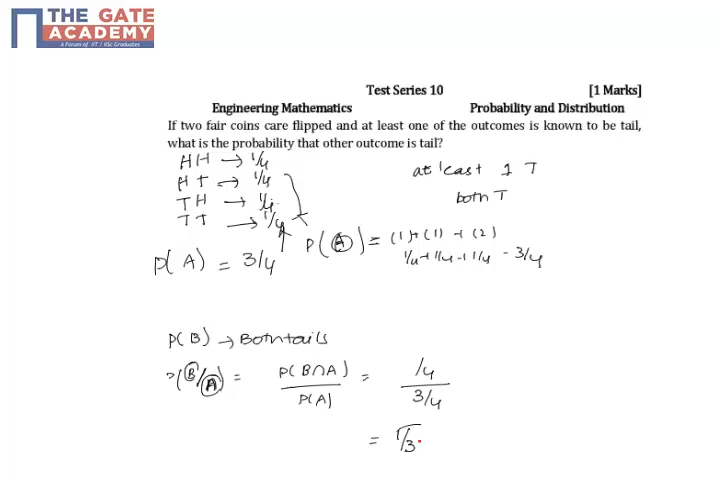 THE GATE
ACADEMY
A Forum of IIT / IISc Graduates
Test Series 10 [1 Marks]
Engineering Mathematics Probability and Distribution
If two fair coins care flipped and at least one of the outcomes is known to be tail,
what is the probability that other outcome is tail?
HH → 1/4
HT → 1/4
TH → 1/4
TT → 1/4
at least 1 T
both T
P(A) = (1)+(1)+(2)
1/4+1/4+1/4 - 3/4
P(A) = 3/4
P(B) → Both tails
P(B/A) = P(B∩A) / P(A) = /4 / 3/4
= 1/3